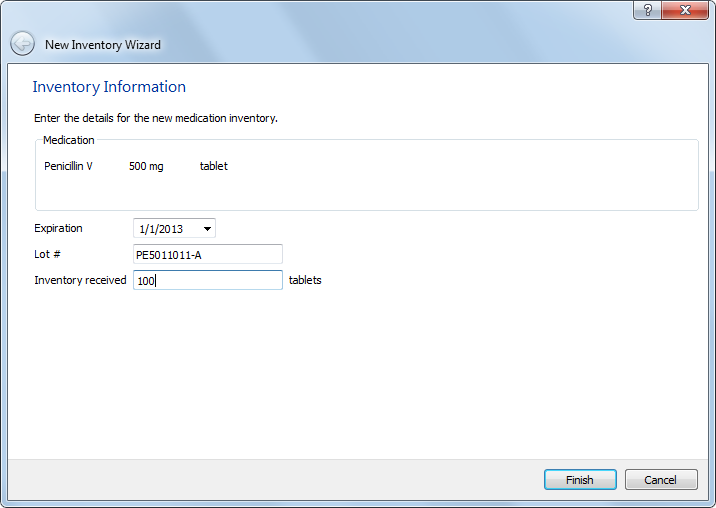 New Inventory Wizard
Inventory Information
Enter the details for the new medication inventory.
Medication
Penicillin V 500 mg tablet
Expiration 1/1/2013
Lot # PE5011011-A
Inventory received 100 tablets
Finish Cancel